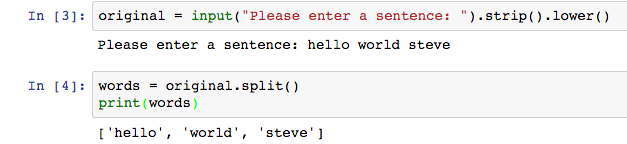 In [3]: original = input("Please enter a sentence: ").strip().lower()
Please enter a sentence: hello world steve
In [4]: words = original.split()
print(words)
['hello', 'world', 'steve']